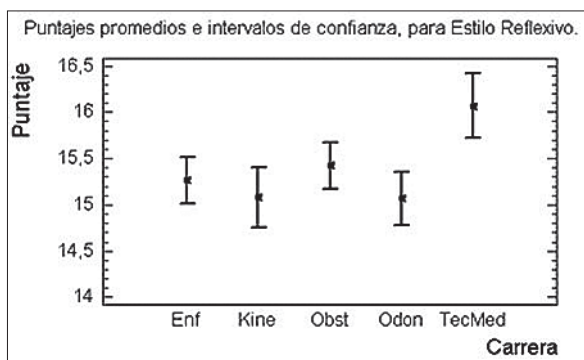 Puntajes promedios e intervalos de confianza, para Estilo Reflexivo.
Puntaje
16,5
16
15,5
15
14,5
14
Enf Kine Obst Odon TecMed
Carrera